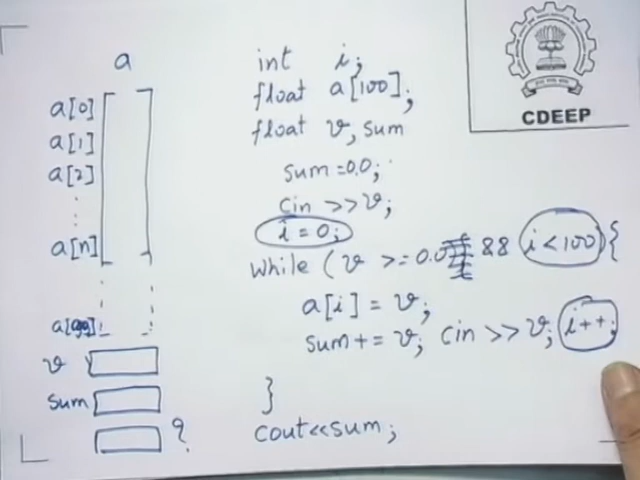 a
a[0]
a[1]
a[2]
a[n]
a[99]
v
sum
?
int i;
float a[100];
float v, sum
sum = 0.0;
cin >> v;
i = 0;
while ( v >= 0.0 && i < 100) {
a[i] = v;
sum += v; cin >> v; i++;
}
cout << sum;
CDEEP